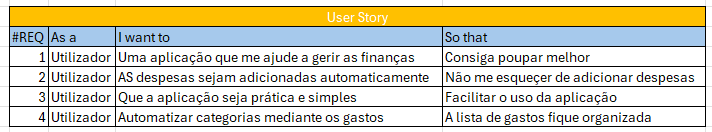 User Story
#REQ As a I want to So that
1 Utilizador Uma aplicação que me ajude a gerir as finanças Consiga poupar melhor
2 Utilizador AS despesas sejam adicionadas automaticamente Não me esqueçer de adicionar despesas
3 Utilizador Que a aplicação seja prática e simples Facilitar o uso da aplicação
4 Utilizador Automatizar categorias mediante os gastos A lista de gastos fique organizada